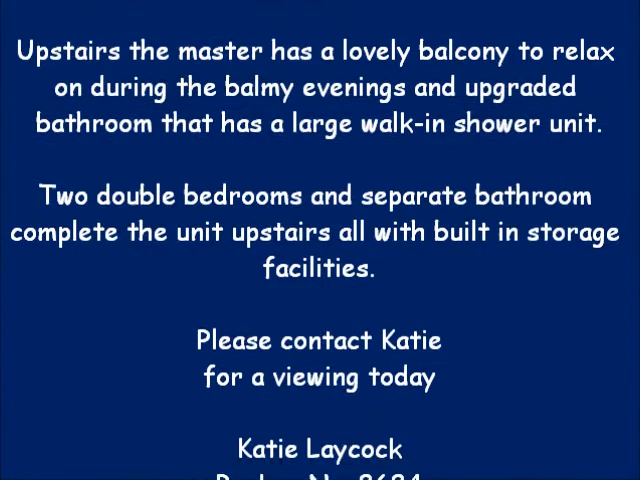 Upstairs the master has a lovely balcony to relax
on during the balmy evenings and upgraded
bathroom that has a large walk-in shower unit.
Two double bedrooms and separate bathroom
complete the unit upstairs all with built in storage
facilities.
Please contact Katie
for a viewing today
Katie Laycock